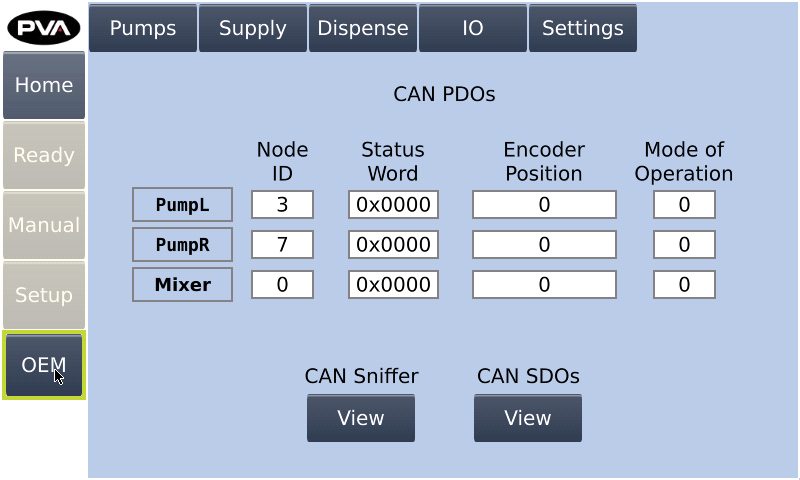 PVA
Pumps Supply Dispense IO Settings
Home
Ready
Manual
Setup
OEM
CAN PDOs
Node ID Status Word Encoder Position Mode of Operation
PumpL 3 0x0000 0 0
PumpR 7 0x0000 0 0
Mixer 0 0x0000 0 0
CAN Sniffer CAN SDOs
View View